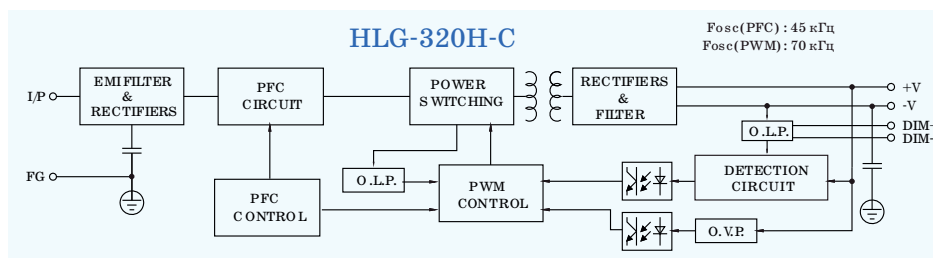 HLG-320H-C
Fosc(PFC) : 45 кГц
Fosc(PWM) : 70 кГц
I/P
EMI FILTER
&
RECTIFIERS
PFC
CIRCUIT
POWER
SWITCHING
RECTIFIERS
&
FILTER
+V
-V
O.L.P.
DIM-
DIM-
FG
O.L.P.
PFC
CONTROL
PWM
CONTROL
DETECTION
CIRCUIT
O.V.P.